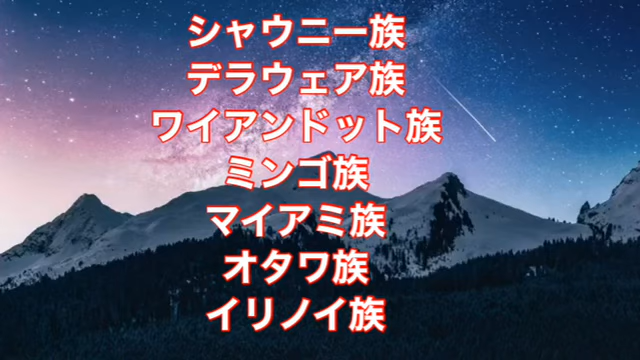 シャウニー族
デラウェア族
ワイアンドット族
ミンゴ族
マイアミ族
オタワ族
イリノイ族